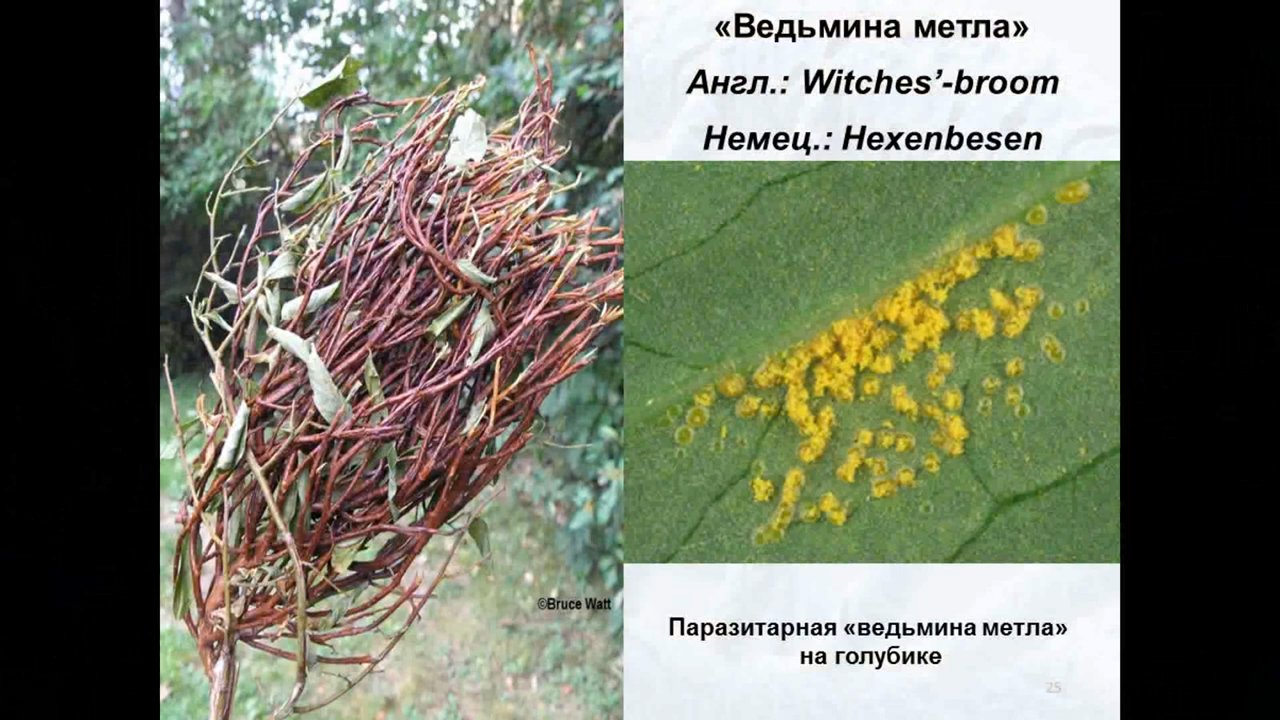 «Ведьмина метла»
Англ.: Witches’-broom
Немец.: Hexenbesen
©Bruce Watt
Паразитарная «ведьмина метла»
на голубике
25